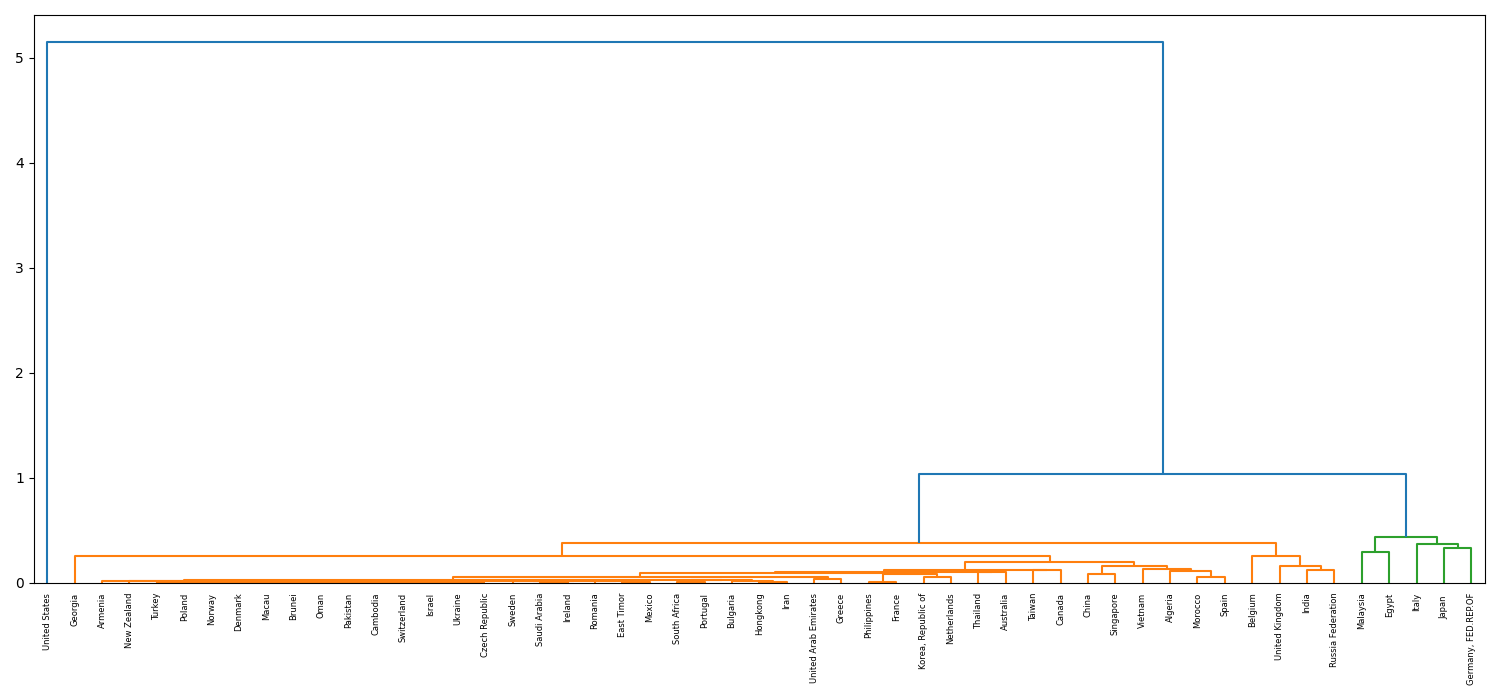 5
4
3
2
1
0
United States
Georgia
Armenia
New Zealand
Turkey
Poland
Norway
Denmark
Macau
Brunei
Oman
Pakistan
Cambodia
Switzerland
Israel
Ukraine
Czech Republic
Sweden
Saudi Arabia
Ireland
Romania
East Timor
Mexico
South Africa
Portugal
Bulgaria
Hongkong
Iran
United Arab Emirates
Greece
Philippines
France
Korea, Republic of
Netherlands
Thailand
Australia
Taiwan
Canada
China
Singapore
Vietnam
Algeria
Morocco
Spain
Belgium
United Kingdom
India
Russia Federation
Malaysia
Egypt
Italy
Japan
Germany, FED.REP.OF